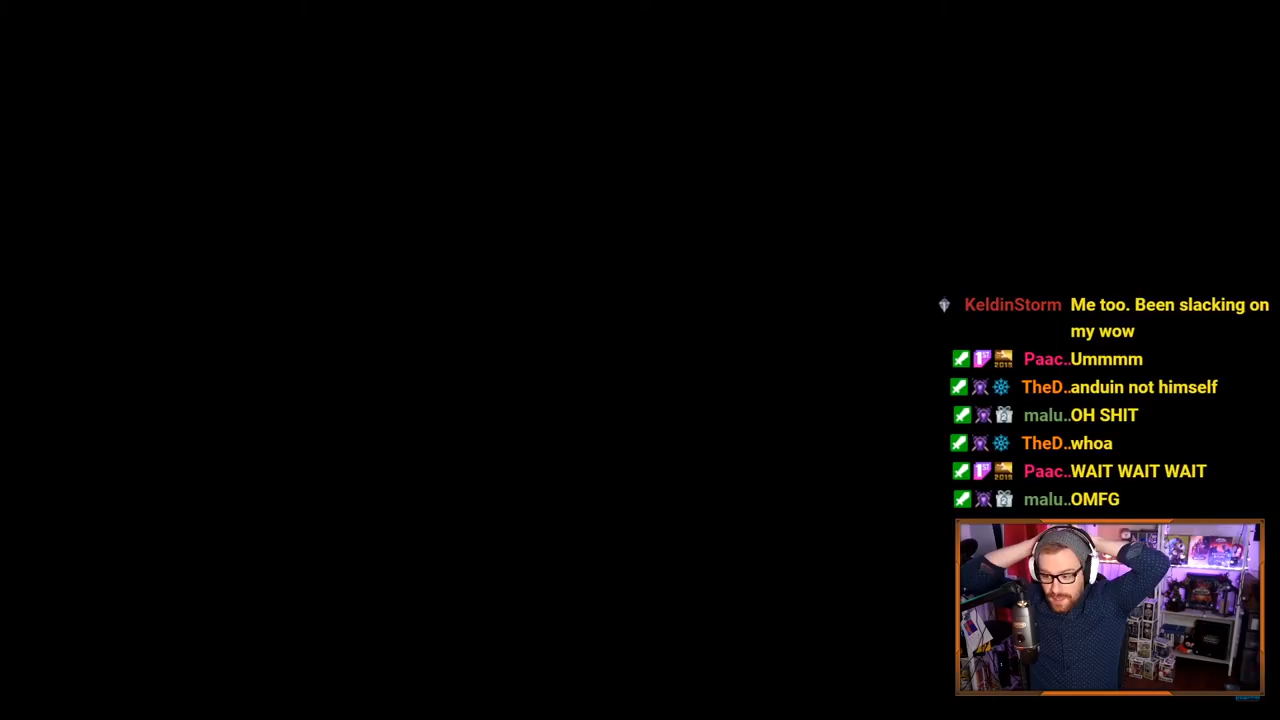 KeldinStorm Me too. Been slacking on
my wow
Paac.. Ummmm
TheD.. anduin not himself
malu.. OH SHIT
TheD.. whoa
Paac.. WAIT WAIT WAIT
malu.. OMFG